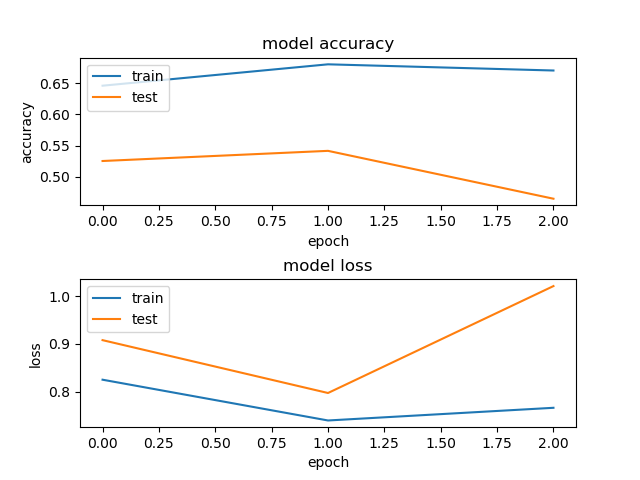 model accuracy
train
test
0.65
0.60
0.55
0.50
accuracy
0.00 0.25 0.50 0.75 1.00 1.25 1.50 1.75 2.00
epoch
model loss
train
test
1.0
0.9
0.8
loss
0.00 0.25 0.50 0.75 1.00 1.25 1.50 1.75 2.00
epoch